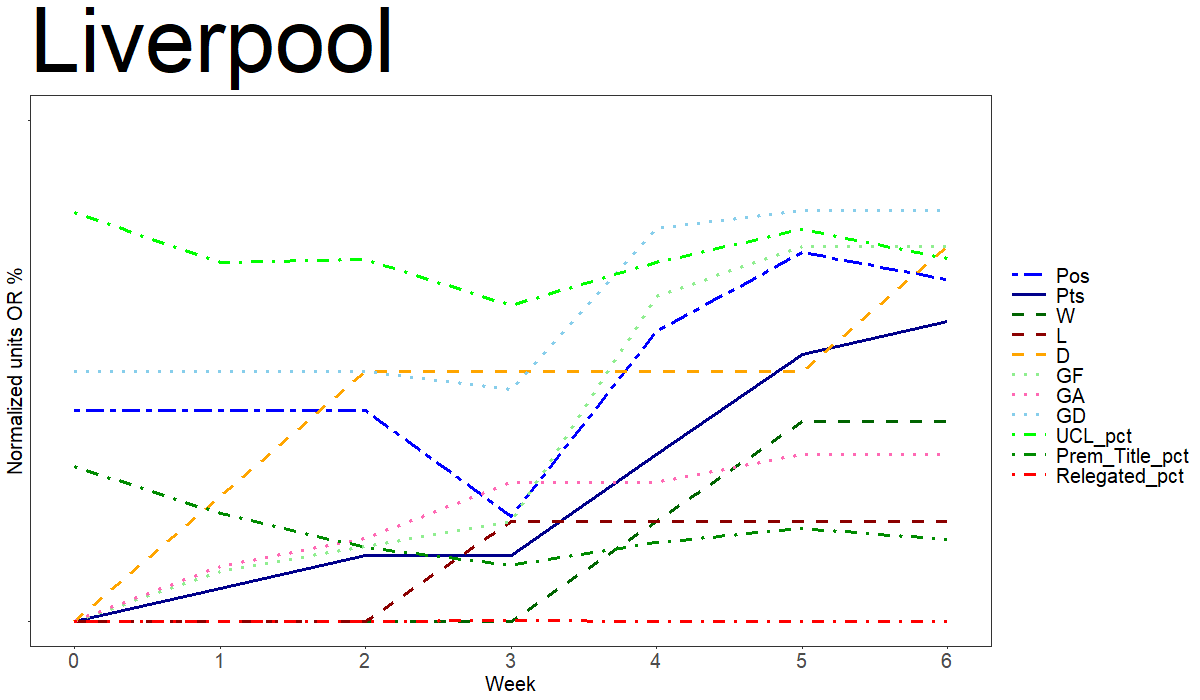 Liverpool
Normalized units OR %
0 1 2 3 4 5 6
Week
Pos
Pts
W
L
D
GF
GA
GD
UCL_pct
Prem_Title_pct
Relegated_pct